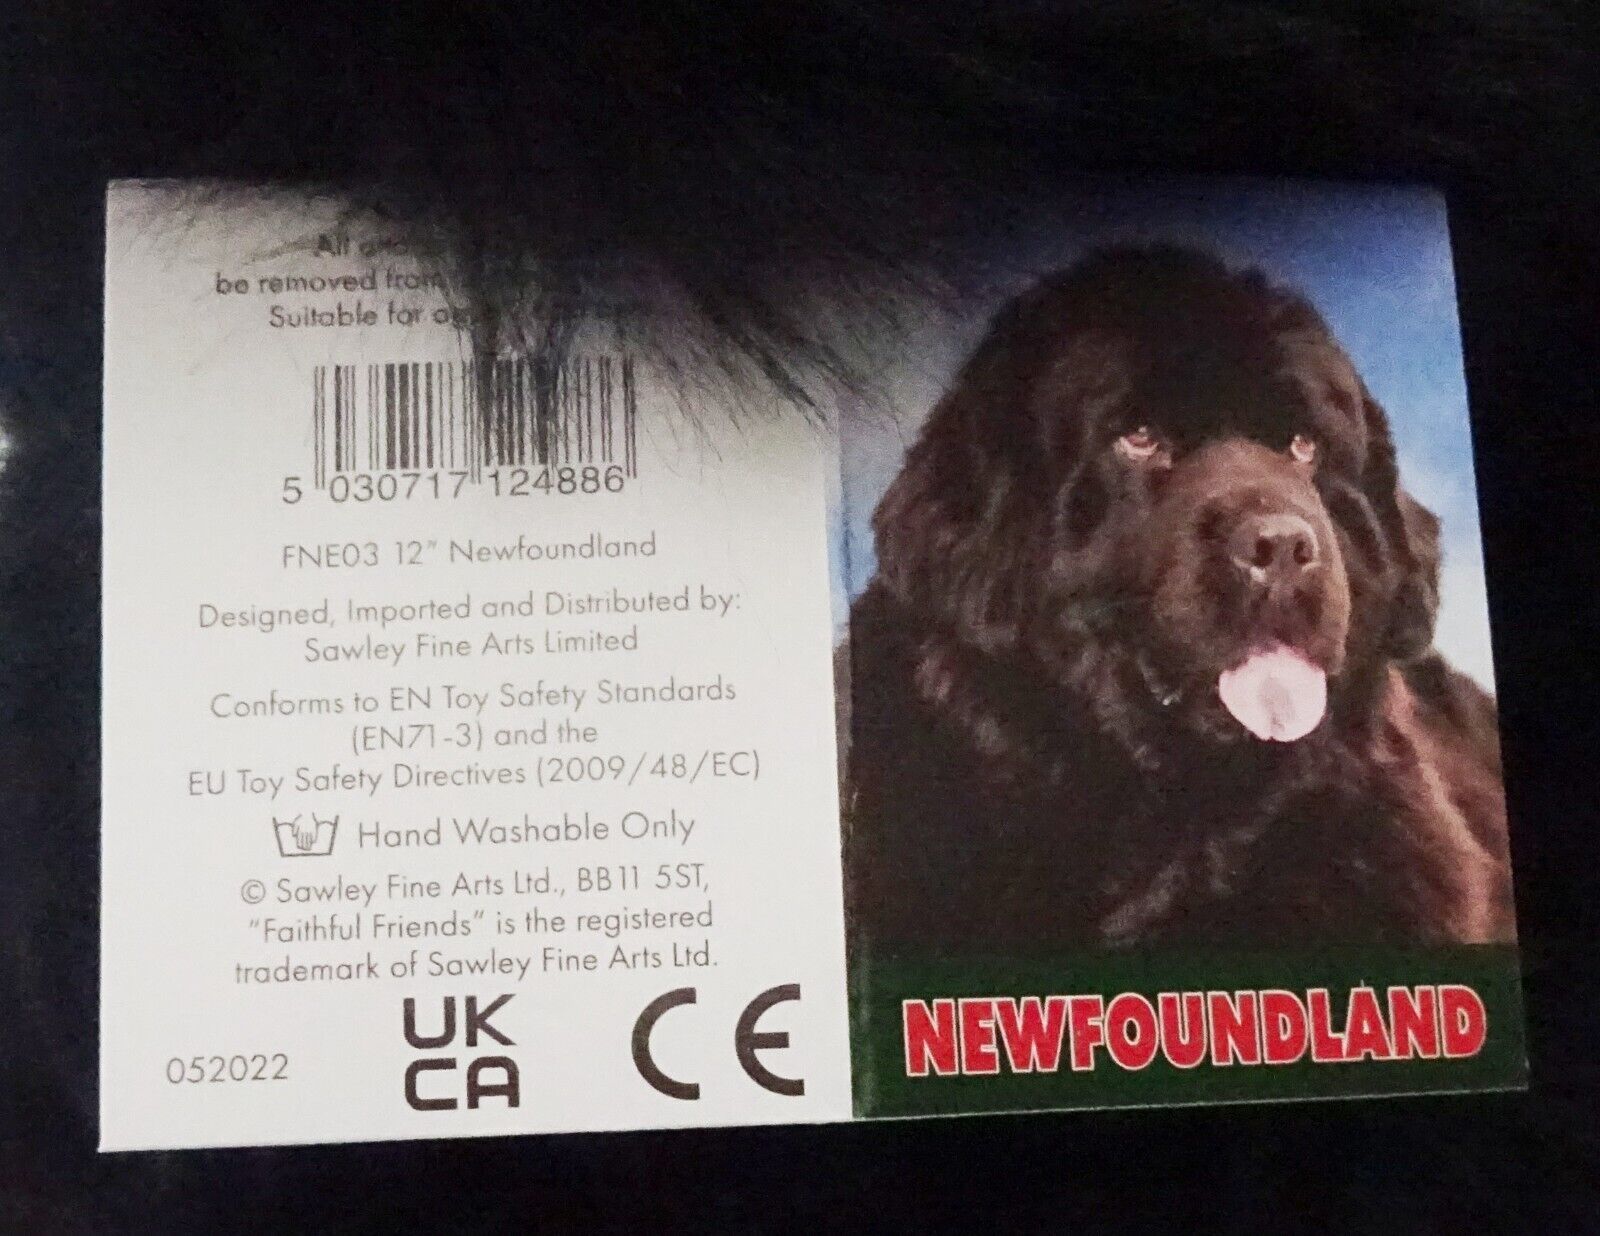 All
be removed from
Suitable for
5 030717 124886
FNE03 12" Newfoundland
Designed, Imported and Distributed by:
Sawley Fine Arts Limited
Conforms to EN Toy Safety Standards
(EN71-3) and the
EU Toy Safety Directives (2009/48/EC)
Hand Washable Only
© Sawley Fine Arts Ltd., BB11 5ST,
"Faithful Friends" is the registered
trademark of Sawley Fine Arts Ltd.
052022
UK
CA
CE
NEWFOUNDLAND